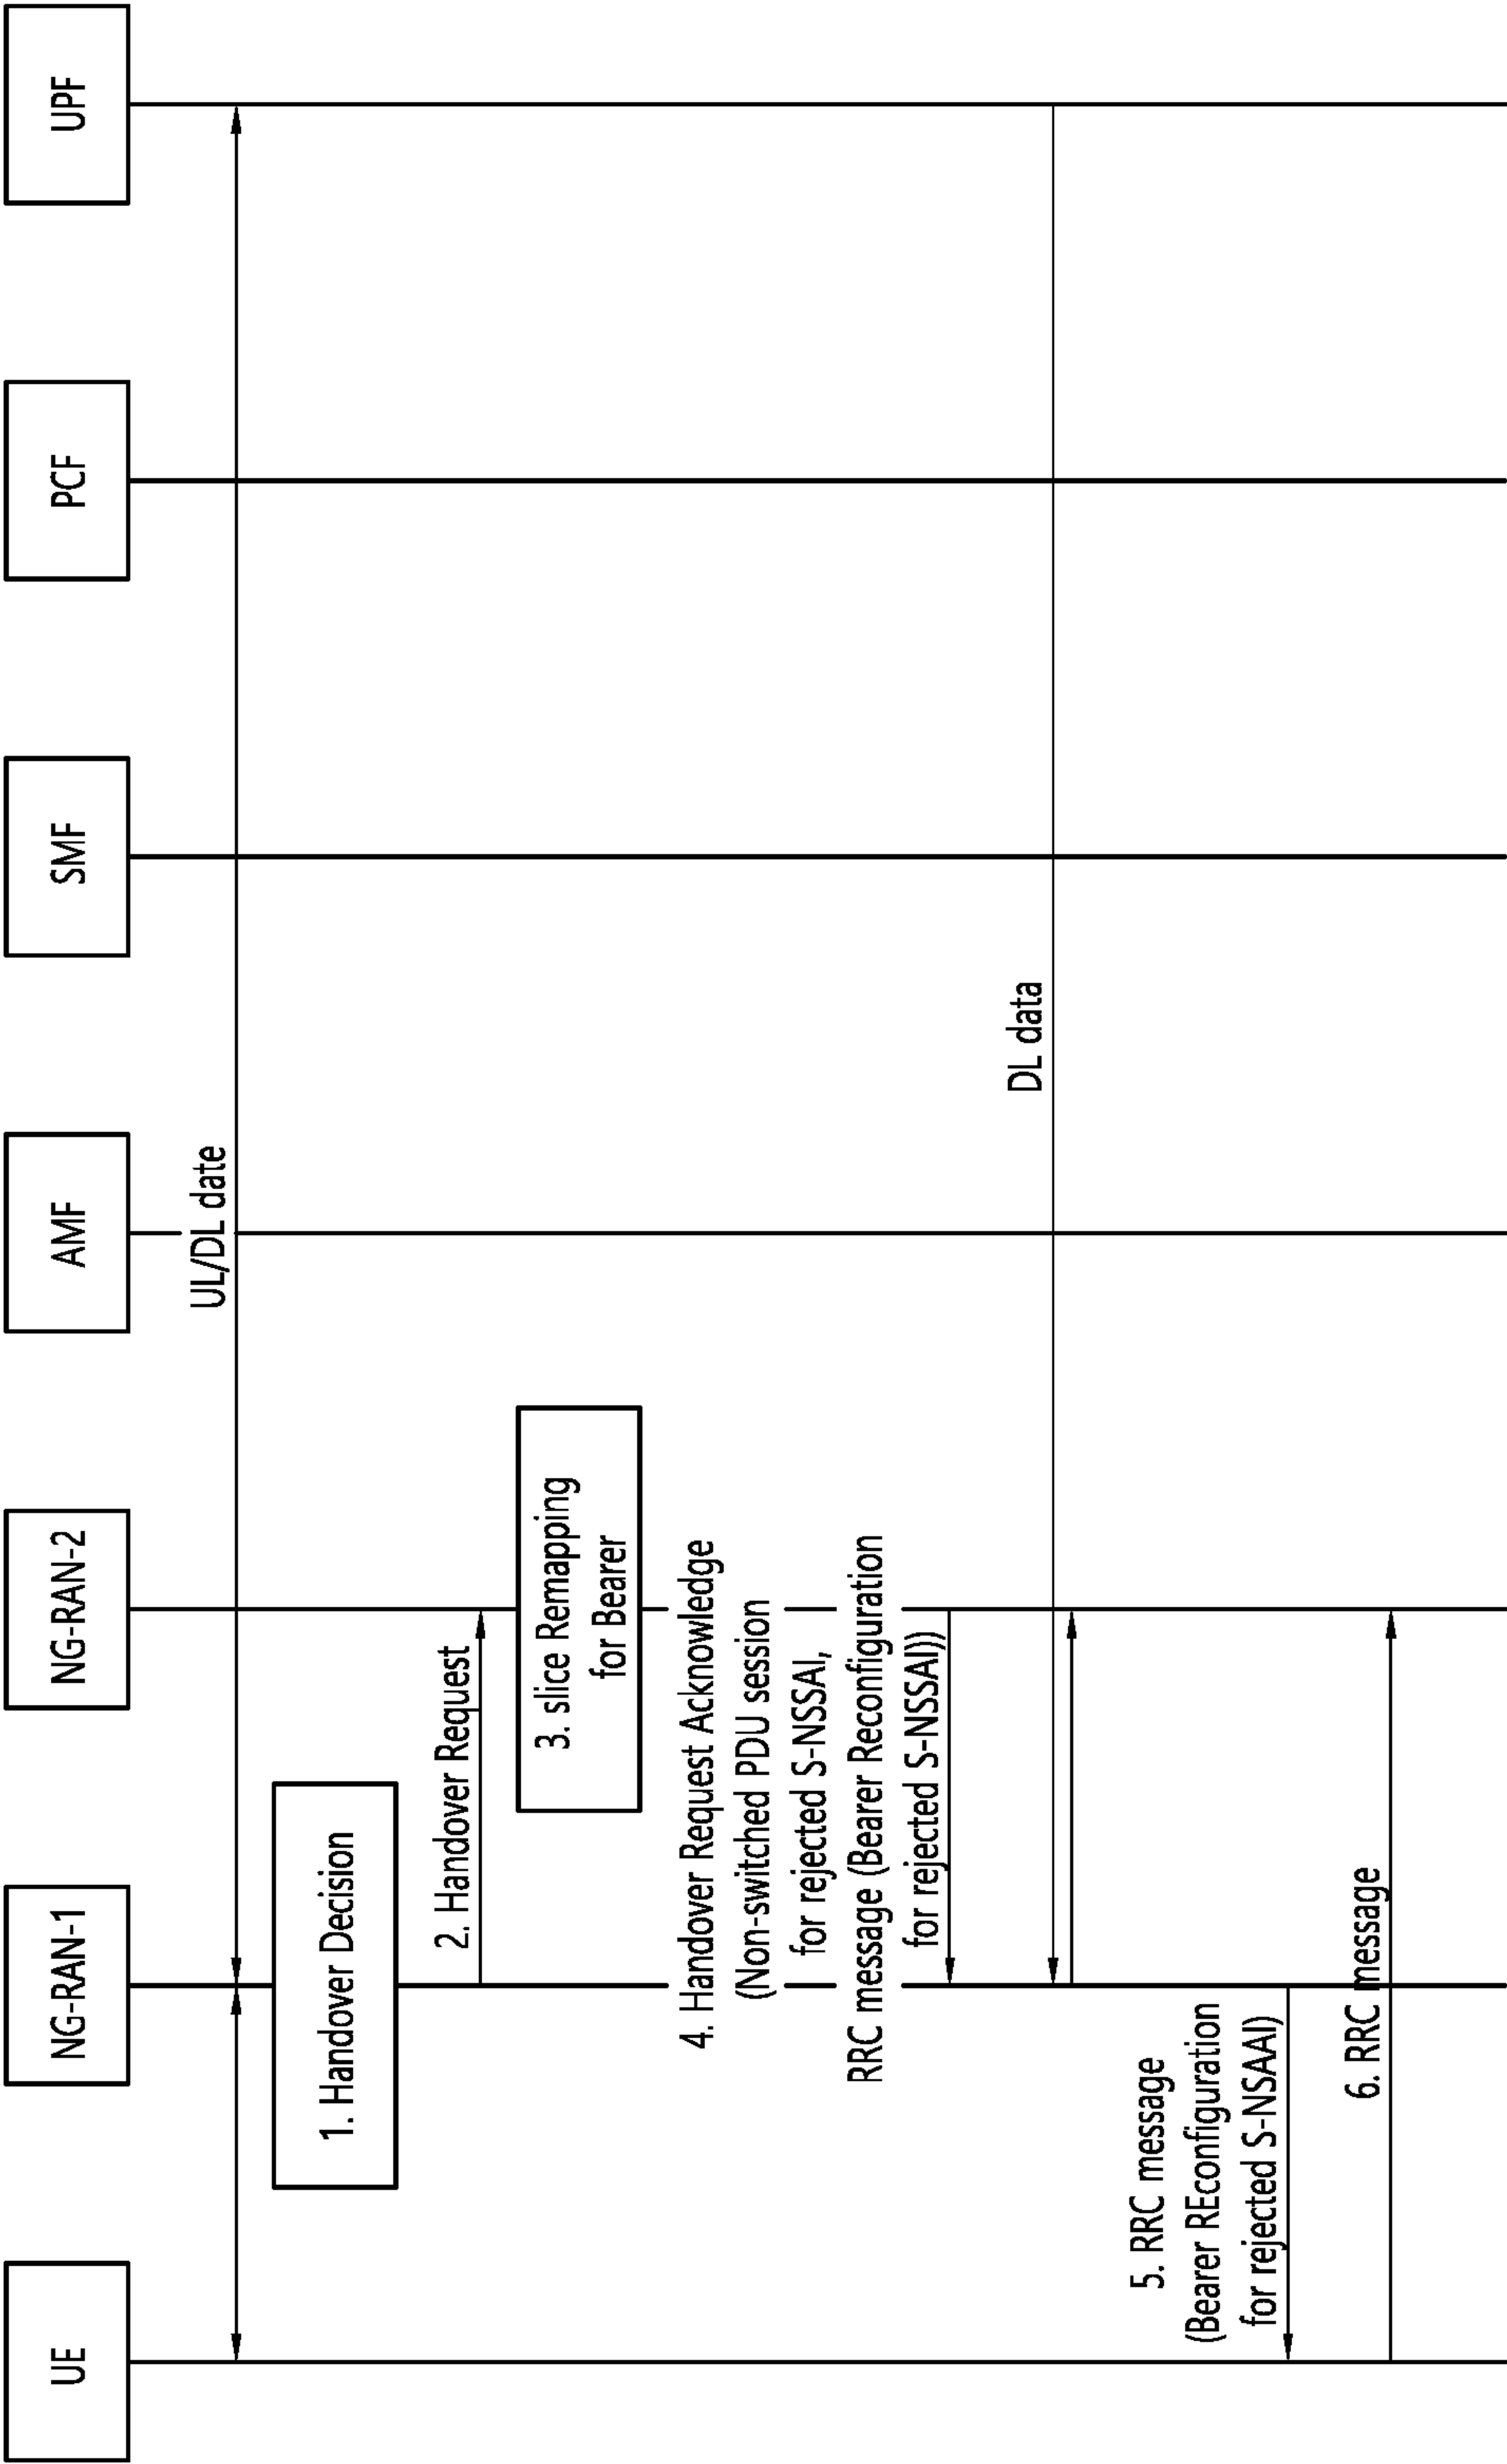 UE
NG-RAN-1
NG-RAN-2
AMF
SMF
PCF
UPF
UL/DL date
1. Handover Decision
2. Handover Request
3. slice Remapping
for Bearer
4. Handover Request Acknowledge
(Non-switched PDU session
for rejected S-NSSAI,
RRC message (Bearer Reconfiguration
for rejected S-NSSAI))
DL data
5. RRC message
(Bearer REconfiguration
for rejected S-NSAAI)
6. RRC message